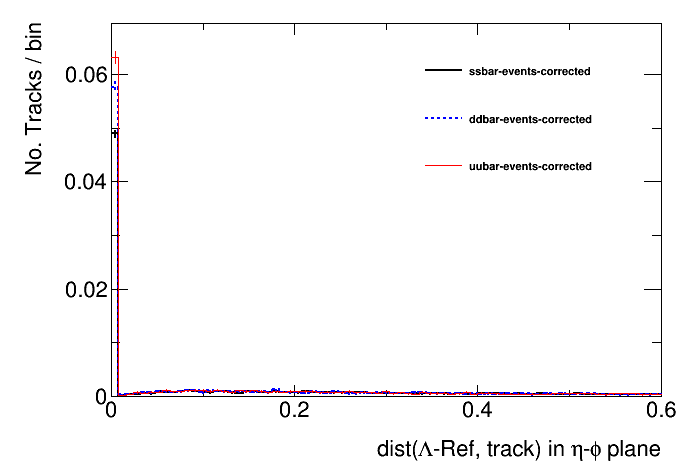 No. Tracks / bin
0.06
0.04
0.02
0
0
0.2
0.4
0.6
ssbar-events-corrected
ddbar-events-corrected
uubar-events-corrected
dist(Λ-Ref, track) in η-ϕ plane